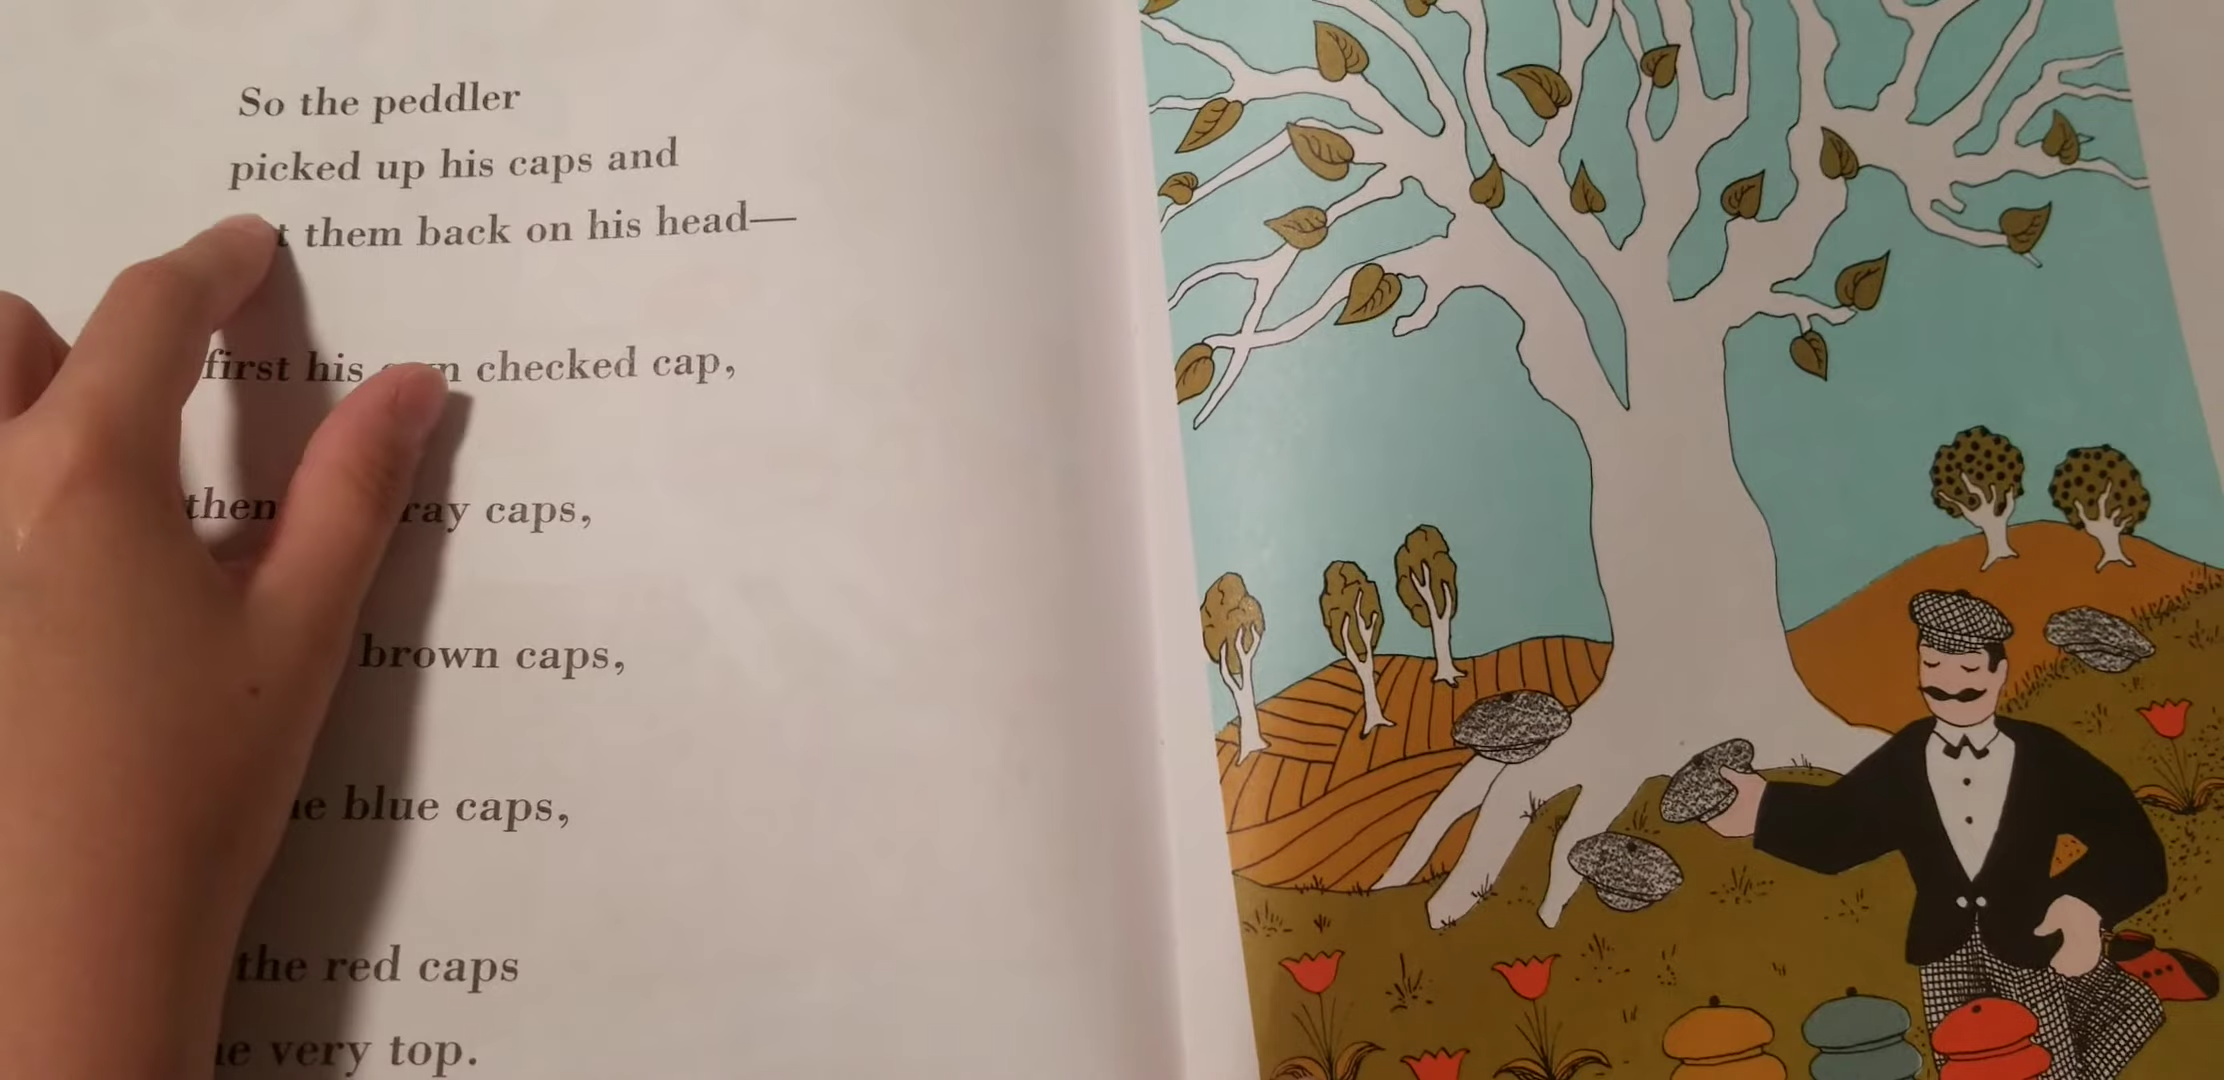 So the peddler
picked up his caps and
them back on his head—
first his checked cap,
then caps,
brown caps,
blue caps,
the red caps
very top.